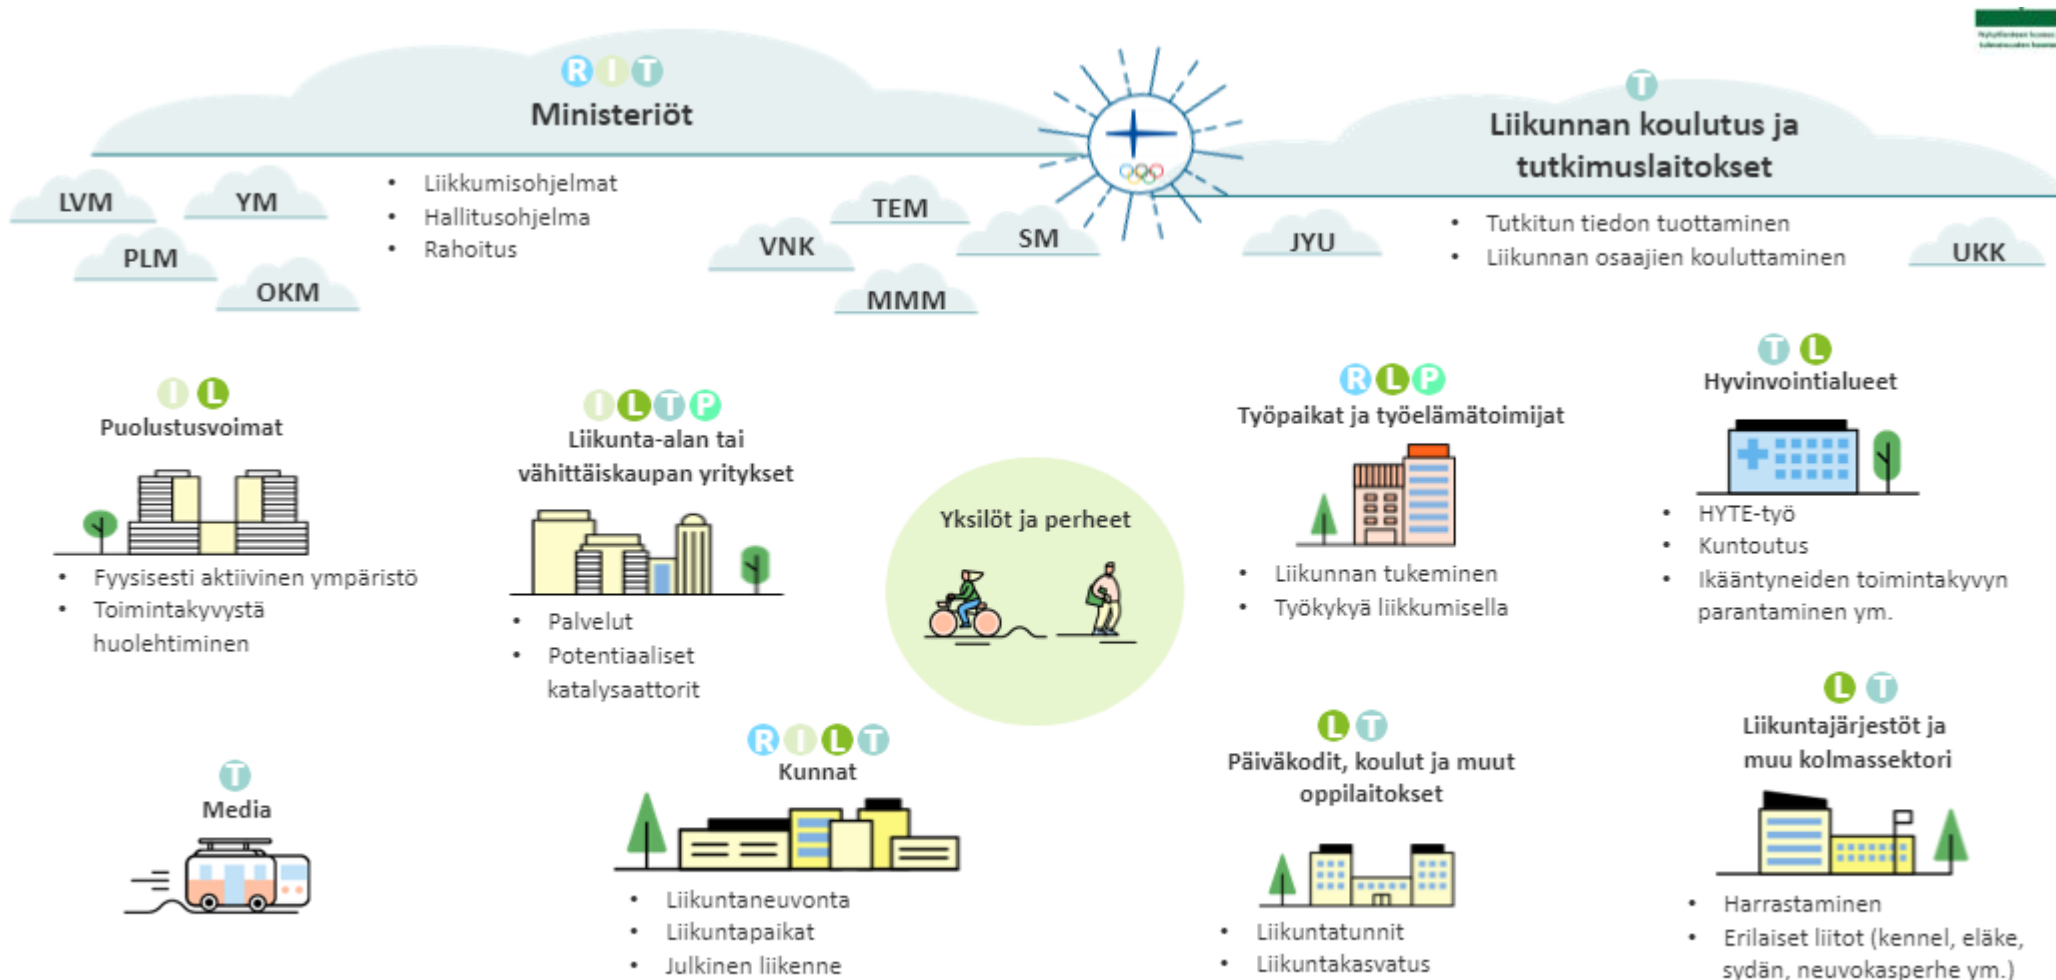 R I T
Ministeriöt
• Liikkumisohjelmat
• Hallitusohjelma
• Rahoitus
LVM
YM
PLM
OKM
VNK
TEM
SM
MMM
T
Liikunnan koulutus ja
tutkimuslaitokset
• Tutkitun tiedon tuottaminen
• Liikunnan osaajien kouluttaminen
JYU
UKK
I L
Puolustusvoimat
• Fyysisesti aktiivinen ympäristö
• Toimintakyvystä
huolehtiminen
I L T P
Liikunta-alan tai
vähittäiskaupan yritykset
• Palvelut
• Potentiaaliset
katalysaattorit
Yksilöt ja perheet
R L P
Työpaikat ja työelämätoimijat
• Liikunnan tukeminen
• Työkykyä liikkumisella
T L
Hyvinvointialueet
• HYTE-työ
• Kuntoutus
• Ikääntyneiden toimintakyvyn
parantaminen ym.
T
Media
R I L T
Kunnat
• Liikuntaneuvonta
• Liikuntapaikat
• Julkinen liikenne
L T
Päiväkodit, koulut ja muut
oppilaitokset
• Liikuntatunnit
• Liikuntakasvatus
L T
Liikuntajärjestöt ja
muu kolmassektori
• Harrastaminen
• Erilaiset liitot (kennel, eläke,
sydän, neuvokasperhe ym.)